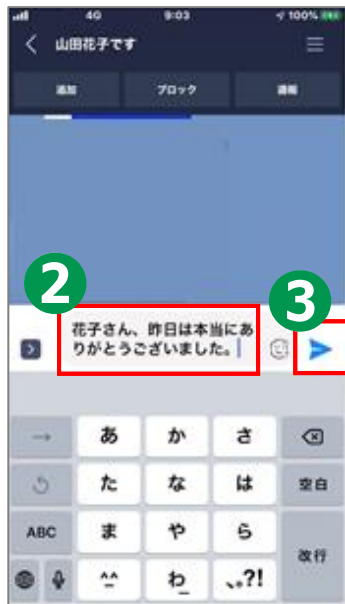 4G 9:03 100%
山田花子です
追加 ブロック 通報
2
3
花子さん、昨日は本当にあ
りがとうございました。
→ あ か さ
た な は 空白
ABC ま や ら
改行
^^ わ_ 、。?!